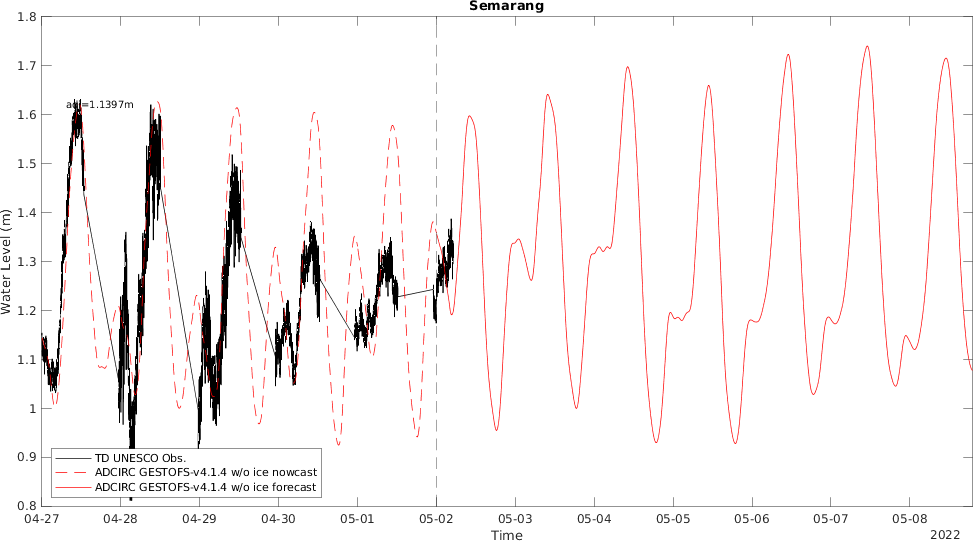 Semarang
1.8
1.7
1.6
1.5
1.4
1.3
1.2
1.1
1
0.9
0.8
Water Level (m)
=1.1397m
TD UNESCO Obs.
ADCIRC GESTOFS-v4.1.4 w/o ice nowcast
ADCIRC GESTOFS-v4.1.4 w/o ice forecast
04-27 04-28 04-29 04-30 05-01 05-02 05-03 05-04 05-05 05-06 05-07 05-08
Time
2022